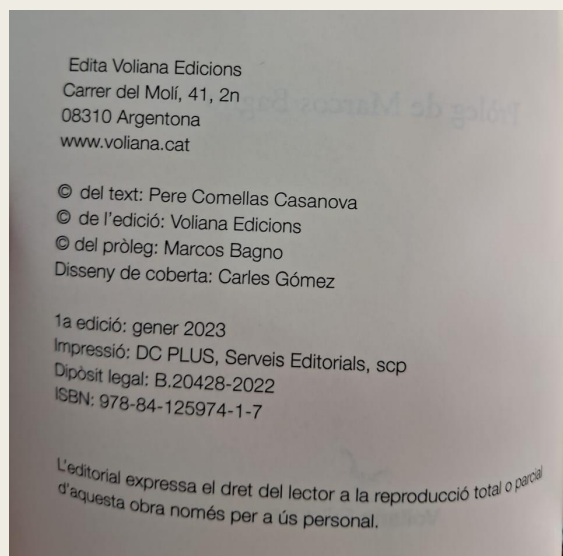 Edita Voliana Edicions
Carrer del Molí, 41, 2n
08310 Argentona
www.voliana.cat
© del text: Pere Comellas Casanova
© de l'edició: Voliana Edicions
© del pròleg: Marcos Bagno
Disseny de coberta: Carles Gómez
1a edició: gener 2023
Impressió: DC PLUS, Serveis Editorials, scp
Dipòsit legal: B.20428-2022
ISBN: 978-84-125974-1-7
L'editorial expressa el dret del lector a la reproducció total o parcial
d'aquesta obra només per a ús personal.